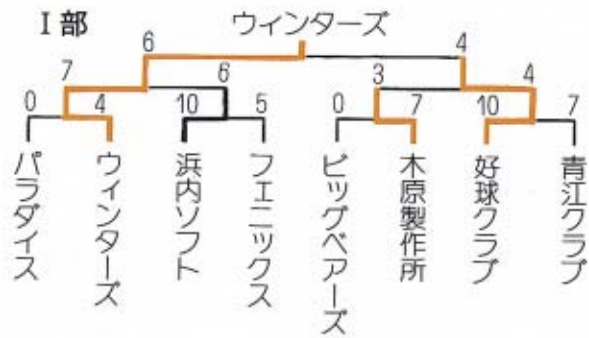 I部
ウィンターズ
6
4
7
6
3
4
0
4
10
5
0
7
10
7
パラダイス
ウィンターズ
浜内ソフト
フェニックス
ビッグベアーズ
木原製作所
好球クラブ
青江クラブ